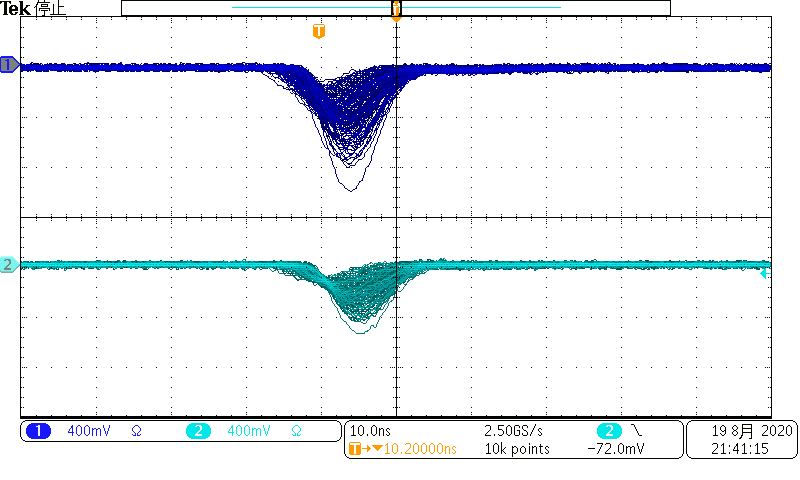 Tek 停止
T
T
1
2
1 400mV Ω 2 400mV Ω
10.0ns 2.50GS/s 2
T→▼10.20000ns 10k points −72.0mV
19 8月 2020
21:41:15